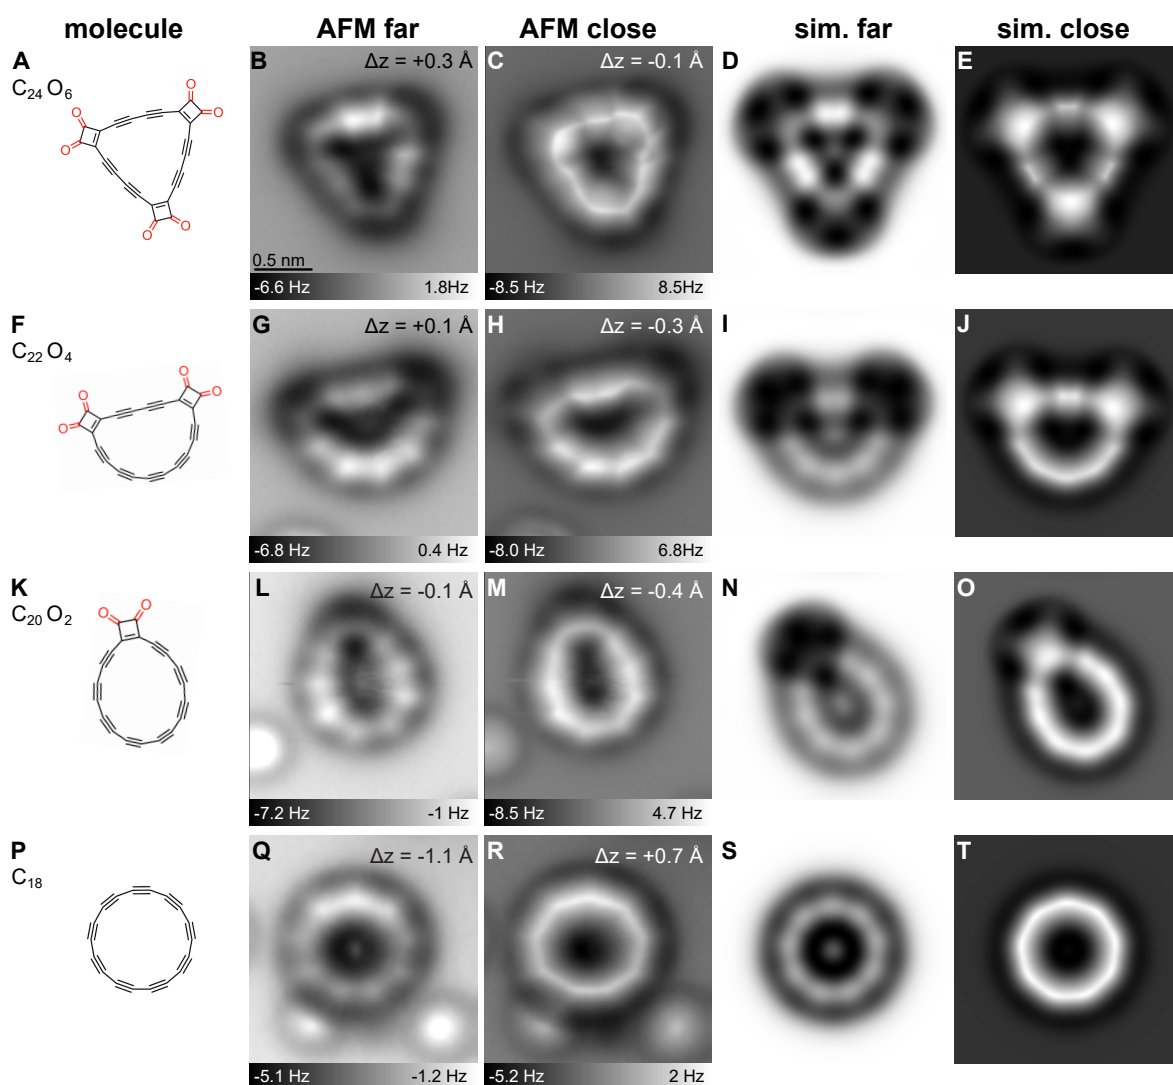 molecule AFM far AFM close sim. far sim. close
A B Δz = +0.3 Å C Δz = -0.1 Å D E
C24 O6
O
O
O
O
O O
0.5 nm
-6.6 Hz 1.8Hz -8.5 Hz 8.5Hz
F G Δz = +0.1 Å H Δz = -0.3 Å I J
C22 O4
O
O
O
O
-6.8 Hz 0.4 Hz -8.0 Hz 6.8Hz
K L Δz = -0.1 Å M Δz = -0.4 Å N O
C20 O2
O O
-7.2 Hz -1 Hz -8.5 Hz 4.7 Hz
P Q Δz = -1.1 Å R Δz = +0.7 Å S T
C18
-5.1 Hz -1.2 Hz -5.2 Hz 2 Hz